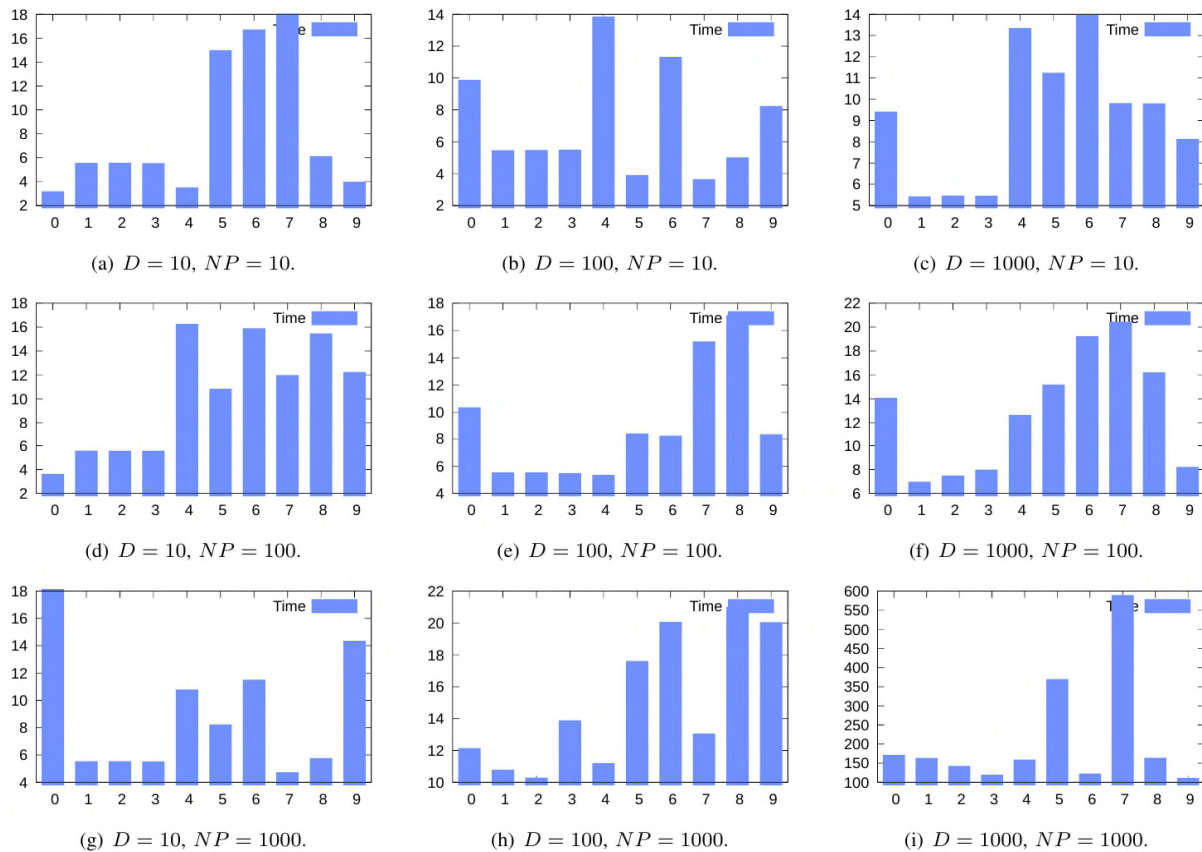 18
Time
16
14
12
10
8
6
4
2
0 1 2 3 4 5 6 7 8 9
(a) D = 10, NP = 10.
14
Time
12
10
8
6
4
2
0 1 2 3 4 5 6 7 8 9
(b) D = 100, NP = 10.
14
Time
13
12
11
10
9
8
7
6
5
0 1 2 3 4 5 6 7 8 9
(c) D = 1000, NP = 10.
18
Time
16
14
12
10
8
6
4
2
0 1 2 3 4 5 6 7 8 9
(d) D = 10, NP = 100.
18
Time
16
14
12
10
8
6
4
0 1 2 3 4 5 6 7 8 9
(e) D = 100, NP = 100.
22
Time
20
18
16
14
12
10
8
6
0 1 2 3 4 5 6 7 8 9
(f) D = 1000, NP = 100.
18
Time
16
14
12
10
8
6
4
0 1 2 3 4 5 6 7 8 9
(g) D = 10, NP = 1000.
22
Time
20
18
16
14
12
10
0 1 2 3 4 5 6 7 8 9
(h) D = 100, NP = 1000.
600
Time
550
500
450
400
350
300
250
200
150
100
0 1 2 3 4 5 6 7 8 9
(i) D = 1000, NP = 1000.